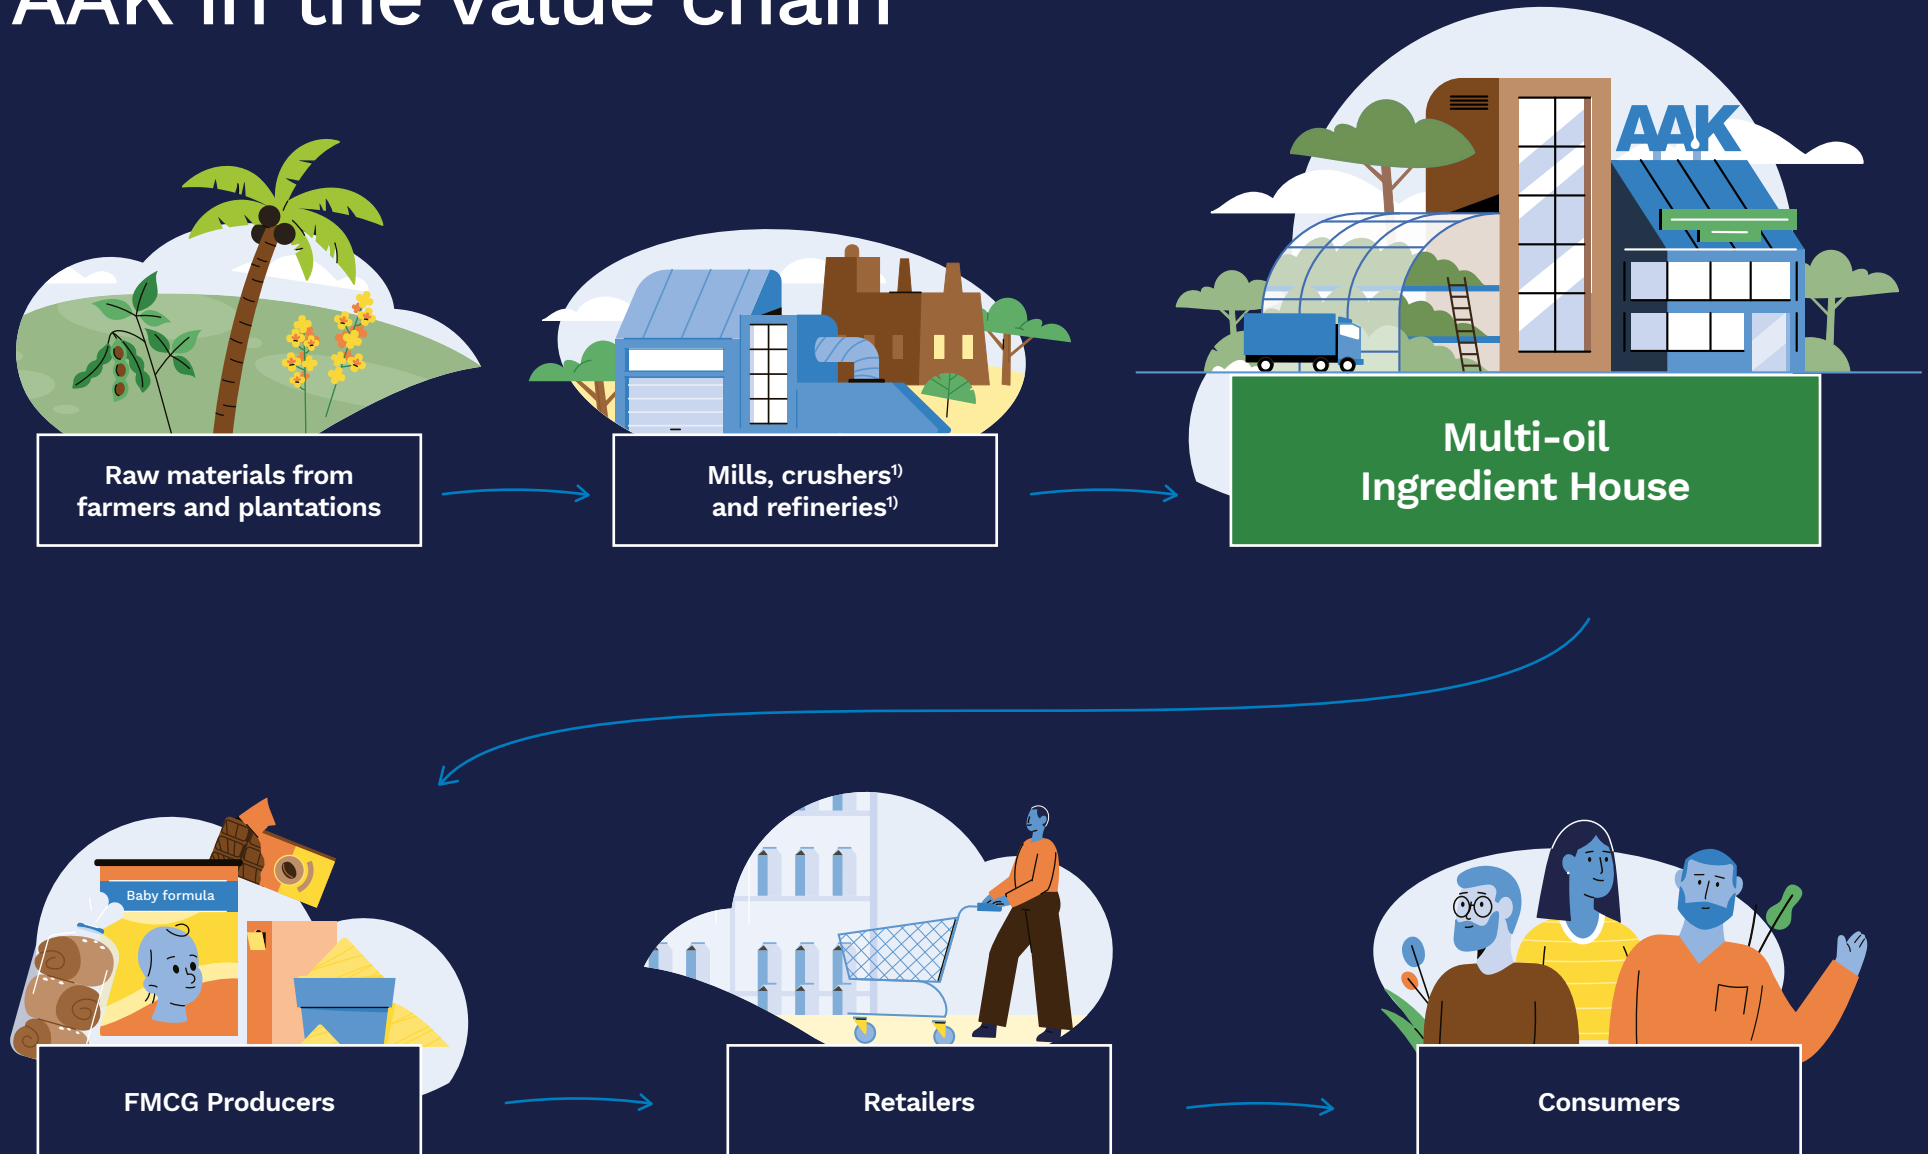 AAK in the value chain
AAK
Raw materials from
farmers and plantations
Mills, crushers¹⁾
and refineries¹⁾
Multi-oil
Ingredient House
Baby formula
FMCG Producers
Retailers
Consumers